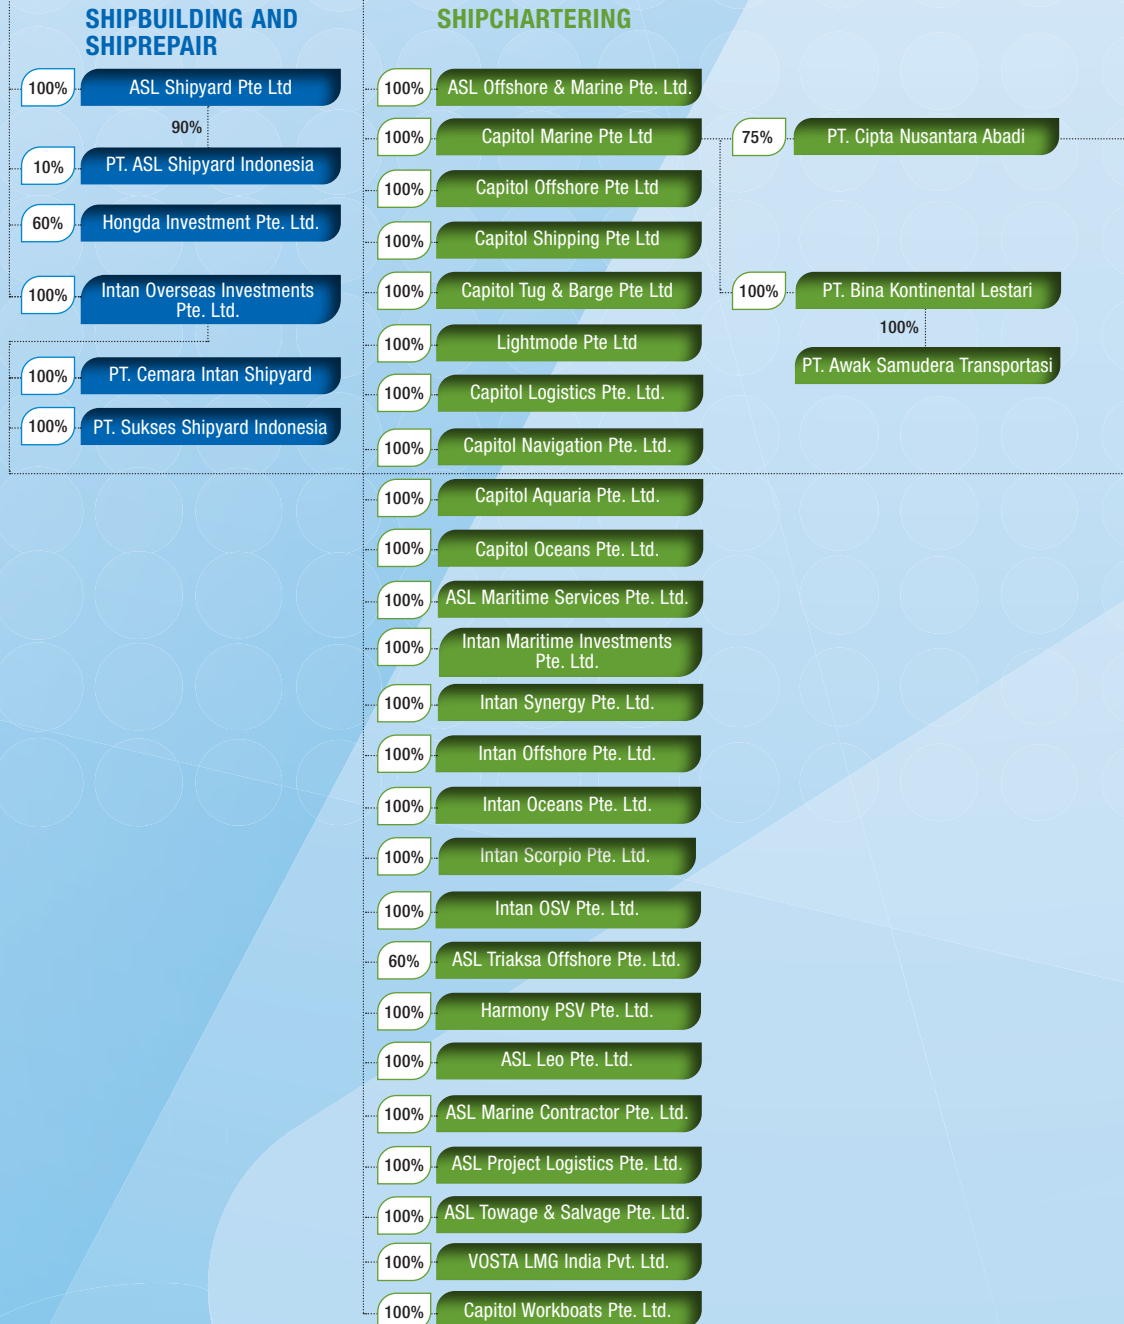 SHIPBUILDING AND
SHIPREPAIR
100%
ASL Shipyard Pte Ltd
90%
10%
PT. ASL Shipyard Indonesia
60%
Hongda Investment Pte. Ltd.
100%
Intan Overseas Investments
Pte. Ltd.
100%
PT. Cemara Intan Shipyard
100%
PT. Sukses Shipyard Indonesia
SHIPCHARTERING
100%
ASL Offshore & Marine Pte. Ltd.
100%
Capitol Marine Pte Ltd
100%
Capitol Offshore Pte Ltd
100%
Capitol Shipping Pte Ltd
100%
Capitol Tug & Barge Pte Ltd
100%
Lightmode Pte Ltd
100%
Capitol Logistics Pte. Ltd.
100%
Capitol Navigation Pte. Ltd.
100%
Capitol Aquaria Pte. Ltd.
100%
Capitol Oceans Pte. Ltd.
100%
ASL Maritime Services Pte. Ltd.
100%
Intan Maritime Investments
Pte. Ltd.
100%
Intan Synergy Pte. Ltd.
100%
Intan Offshore Pte. Ltd.
100%
Intan Oceans Pte. Ltd.
100%
Intan Scorpio Pte. Ltd.
100%
Intan OSV Pte. Ltd.
60%
ASL Triaksa Offshore Pte. Ltd.
100%
Harmony PSV Pte. Ltd.
100%
ASL Leo Pte. Ltd.
100%
ASL Marine Contractor Pte. Ltd.
100%
ASL Project Logistics Pte. Ltd.
100%
ASL Towage & Salvage Pte. Ltd.
100%
VOSTA LMG India Pvt. Ltd.
100%
Capitol Workboats Pte. Ltd.
75%
PT. Cipta Nusantara Abadi
100%
PT. Bina Kontinental Lestari
100%
PT. Awak Samudera Transportasi